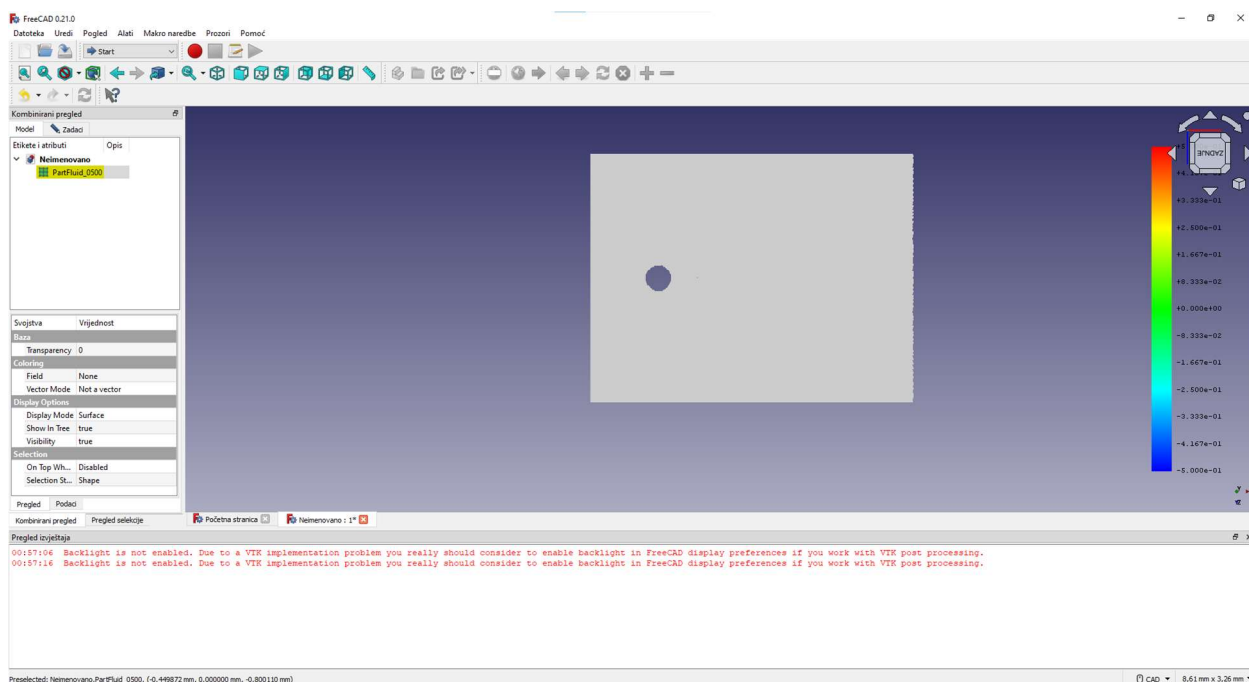 FreeCAD 0.21.0
Datoteka Uredi Pogled Alati Makro naredbe Prozori Pomoć
Start
Kombinirani pregled
Model Zadaci
Etikete i atributi Opis
Neimenovano
PartFluid_0500
Svojstva Vrijednost
Baza
Transparency 0
Coloring
Field None
Vector Mode Not a vector
Display Options
Display Mode Surface
Show In Tree true
Visibility true
Selection
On Top Wh... Disabled
Selection St... Shape
Pregled Podaci
Kombinirani pregled Pregled selekcije
ZADNJE
+3.333e-01
+2.500e-01
+1.667e-01
+8.333e-02
+0.000e+00
-8.333e-02
-1.667e-01
-2.500e-01
-3.333e-01
-4.167e-01
-5.000e-01
Početna stranica Neimenovano : 1*
Pregled izvještaja
00:57:06 Backlight is not enabled. Due to a VTK implementation problem you really should consider to enable backlight in FreeCAD display preferences if you work with VTK post processing.
00:57:16 Backlight is not enabled. Due to a VTK implementation problem you really should consider to enable backlight in FreeCAD display preferences if you work with VTK post processing.
Preselected: Neimenovano.PartFluid_0500. (-0.449872 mm, 0.000000 mm, -0.800110 mm)
CAD 8.61 mm x 3.26 mm